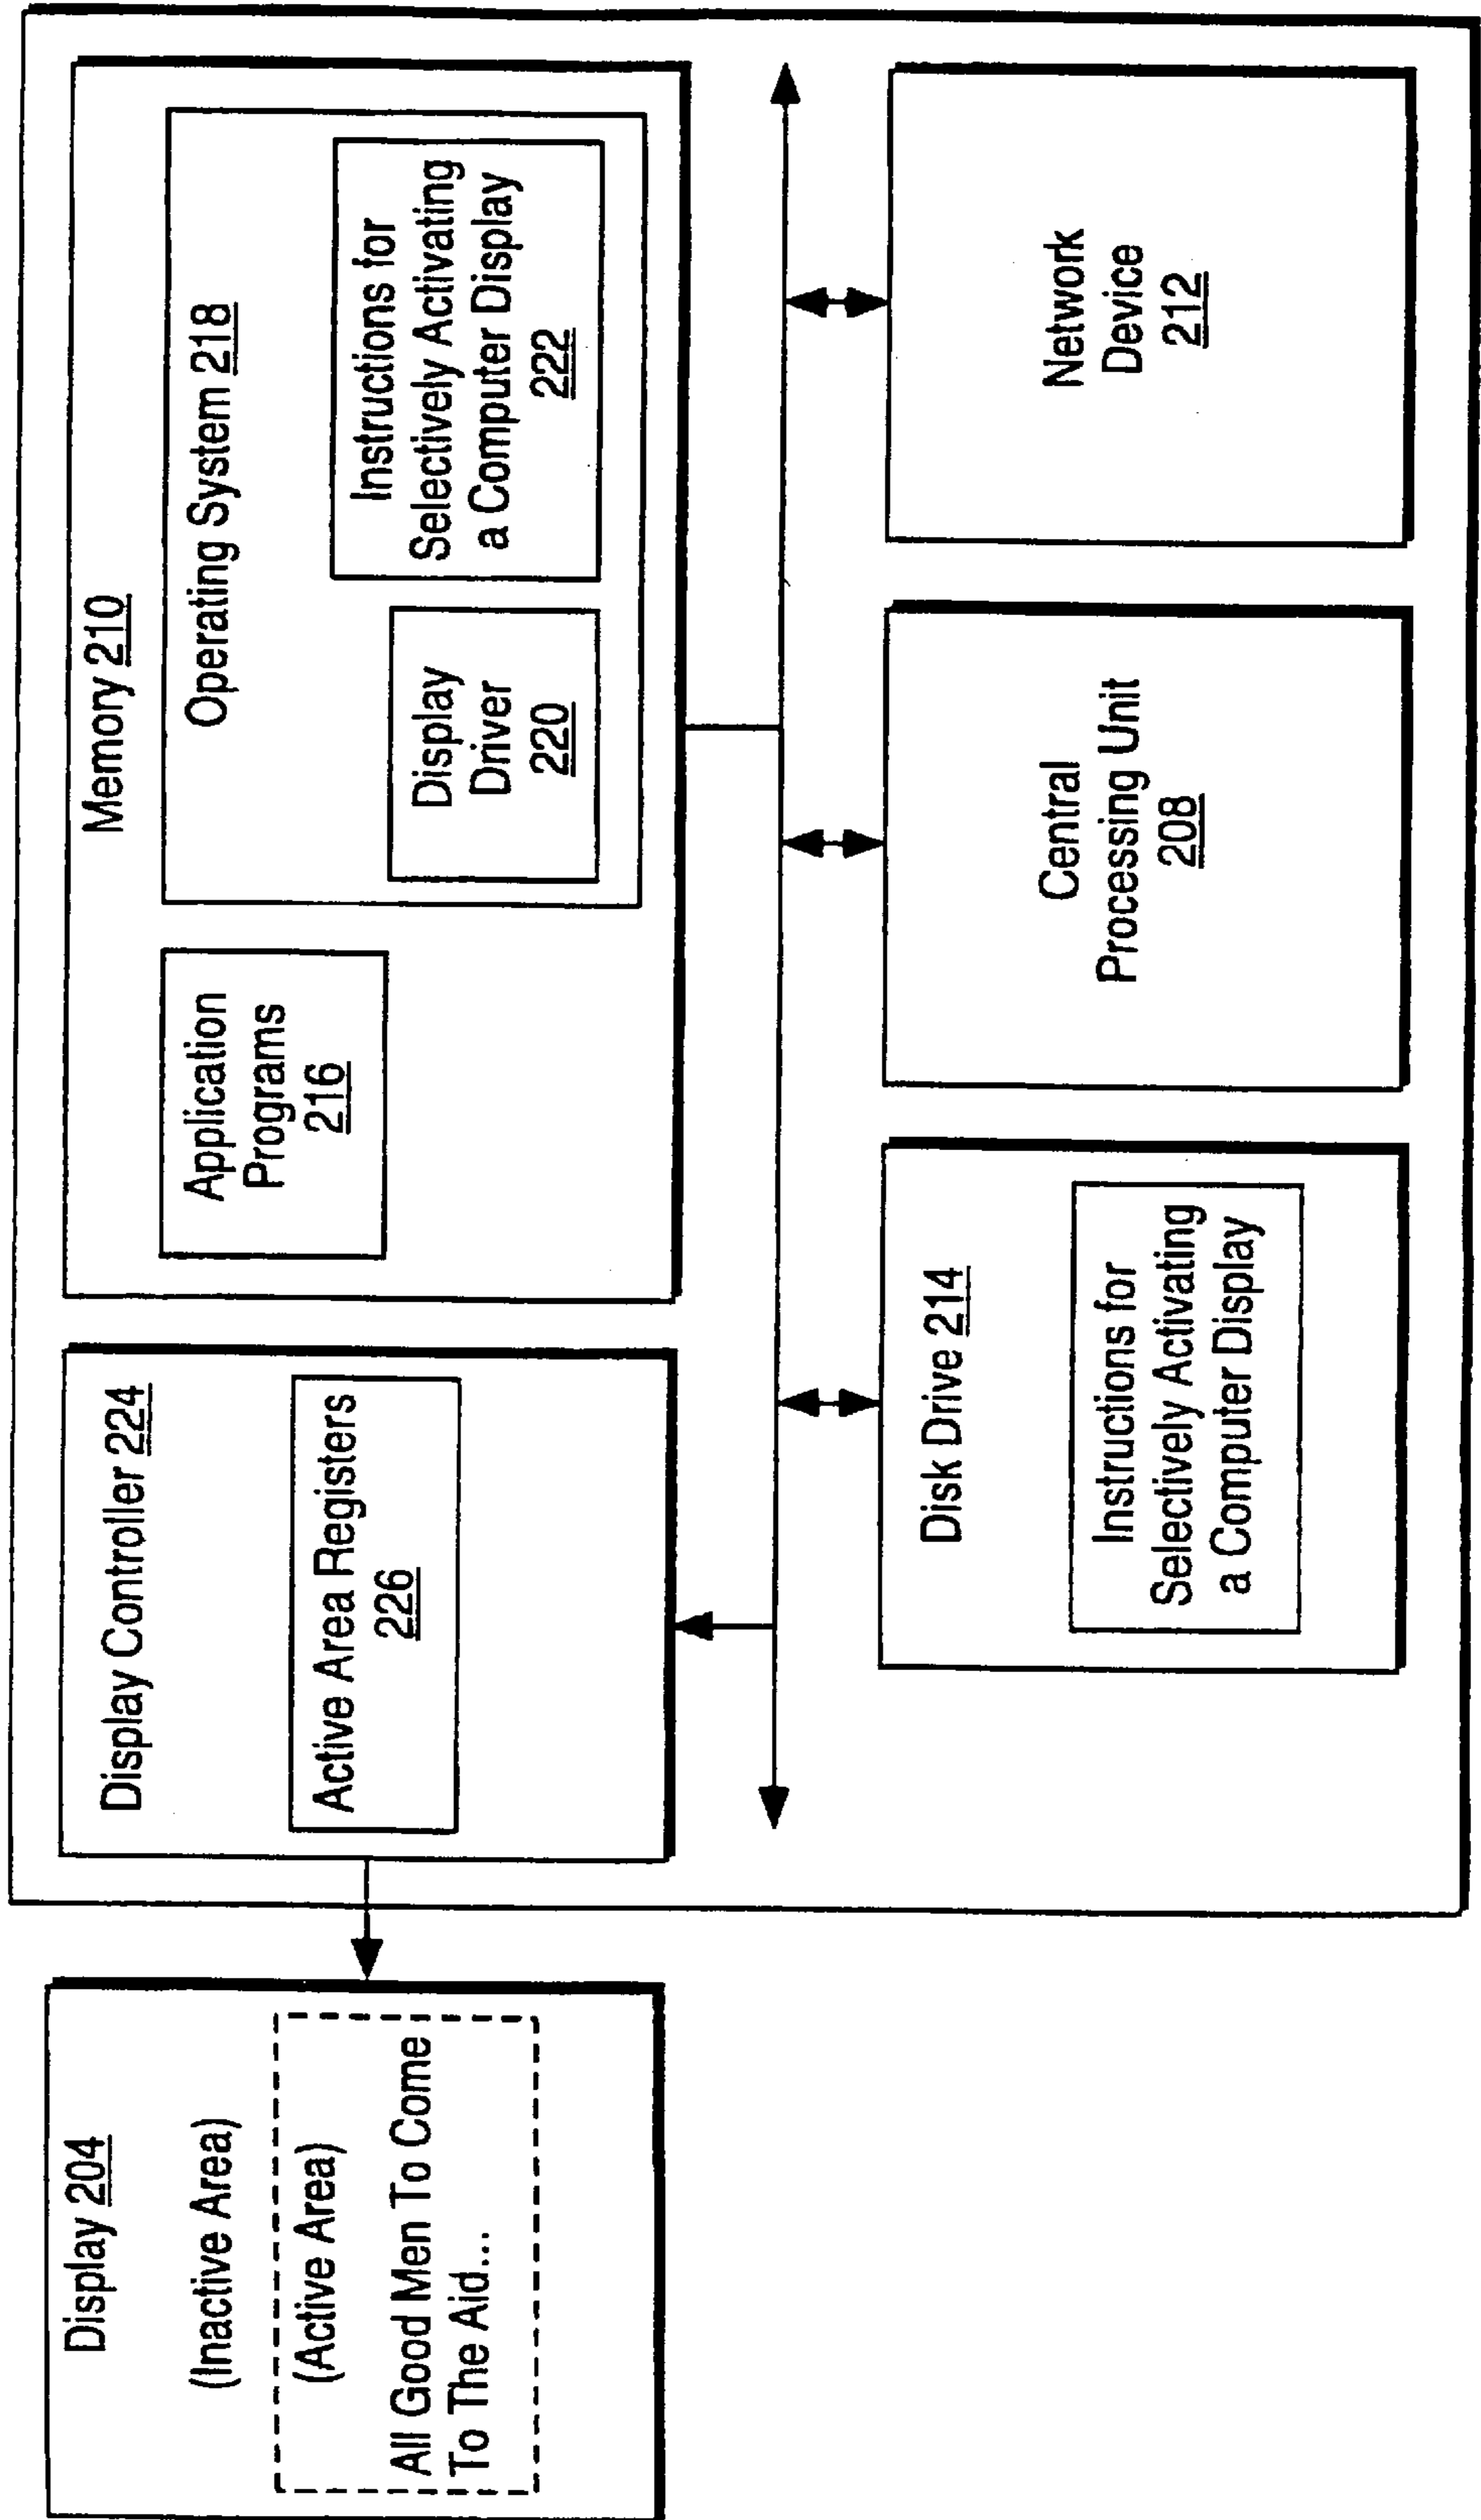 Display 204
(Inactive Area)
(Active Area)
All Good Men To Come
To The Aid...
Display Controller 224
Active Area Registers
226
Memory 210
Application
Programs
216
Operating System 218
Display
Driver
220
Instructions for
Selectively Activating
a Computer Display
222
Disk Drive 214
Instructions for
Selectively Activating
a Computer Display
Central
Processing Unit
208
Network
Device
212